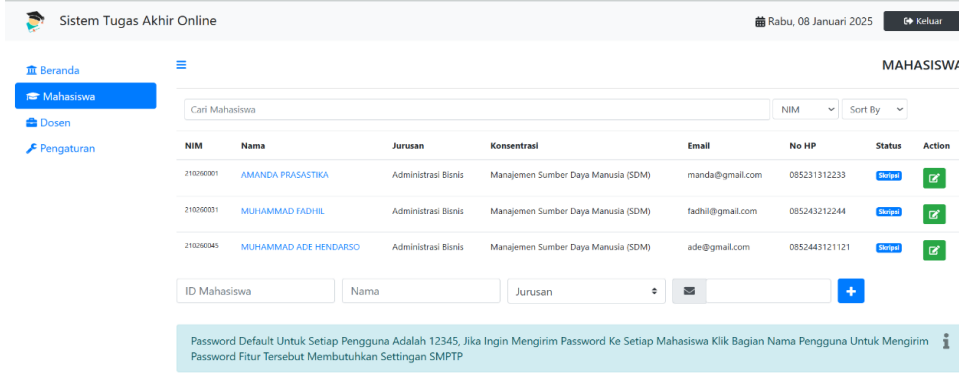 Sistem Tugas Akhir Online
Rabu, 08 Januari 2025
Keluar
Beranda
Mahasiswa
Dosen
Pengaturan
MAHASISWA
Cari Mahasiswa
NIM
Sort By
NIM Nama Jurusan Konsentrasi Email No HP Status Action
210260001 AMANDA PRASASTIKA Administrasi Bisnis Manajemen Sumber Daya Manusia (SDM) manda@gmail.com 085231312233 Skripsi
210260031 MUHAMMAD FADHIL Administrasi Bisnis Manajemen Sumber Daya Manusia (SDM) fadhil@gmail.com 085243212244 Skripsi
210260045 MUHAMMAD ADE HENDARSO Administrasi Bisnis Manajemen Sumber Daya Manusia (SDM) ade@gmail.com 0852443121121 Skripsi
ID Mahasiswa
Nama
Jurusan
Password Default Untuk Setiap Pengguna Adalah 12345, Jika Ingin Mengirim Password Ke Setiap Mahasiswa Klik Bagian Nama Pengguna Untuk Mengirim
Password Fitur Tersebut Membutuhkan Settingan SMPTP